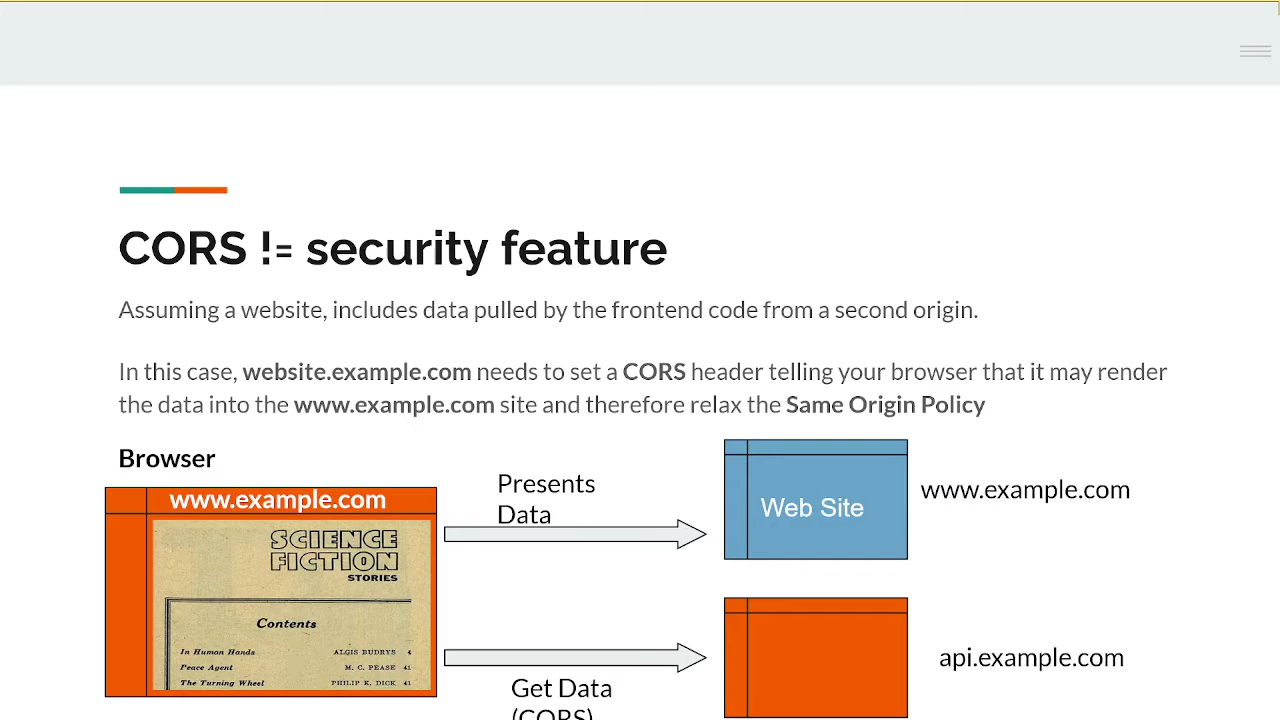 CORS != security feature
Assuming a website, includes data pulled by the frontend code from a second origin.
In this case, website.example.com needs to set a CORS header telling your browser that it may render
the data into the www.example.com site and therefore relax the Same Origin Policy
Browser
www.example.com
SCIENCE
FICTION
STORIES
Contents
In Human Hands ALGIS BUDRYS 4
Peace Agent M. C. PEASE 41
The Turning Wheel PHILIP K. DICK 41
Presents
Data
Web Site
www.example.com
Get Data
(CORS)
api.example.com